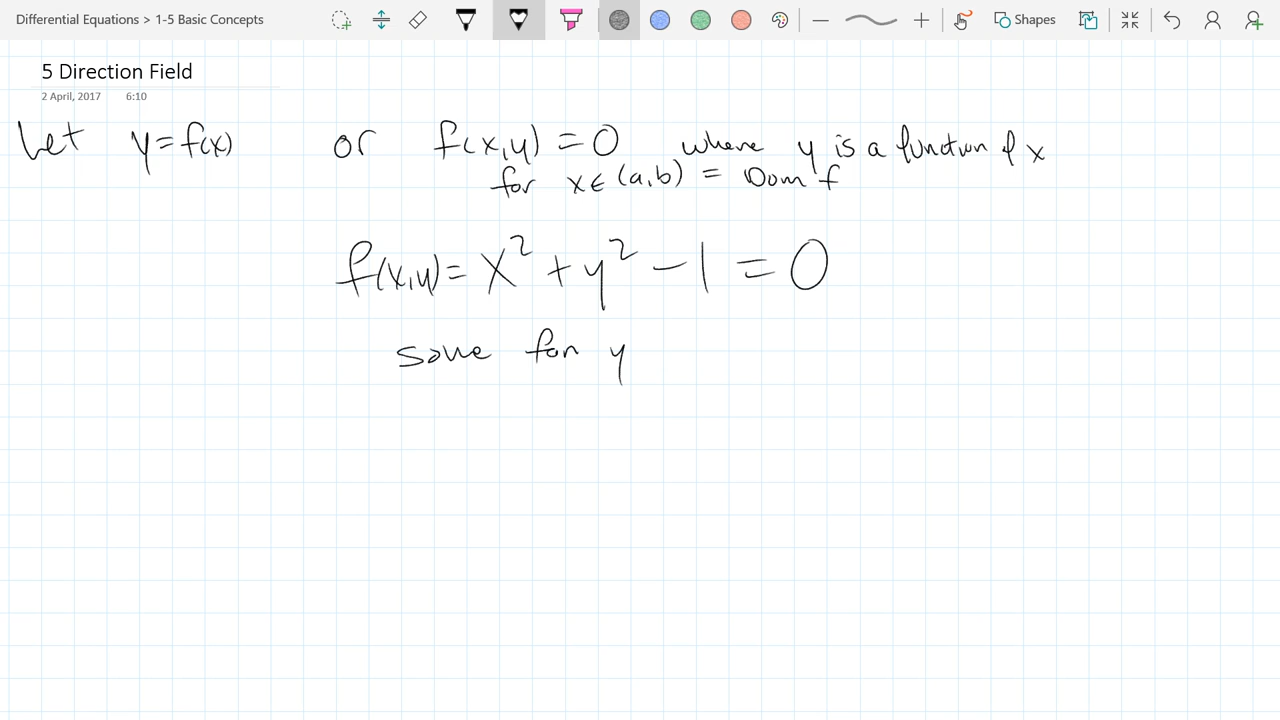 Differential Equations > 1-5 Basic Concepts
Shapes
5 Direction Field
2 April, 2017 6:10
Let y=f(x) or f(x,y)=0 where y is a function of x
for x∈(a,b) = Dom f
f(x,y)= x² + y² - 1 = 0
solve for y